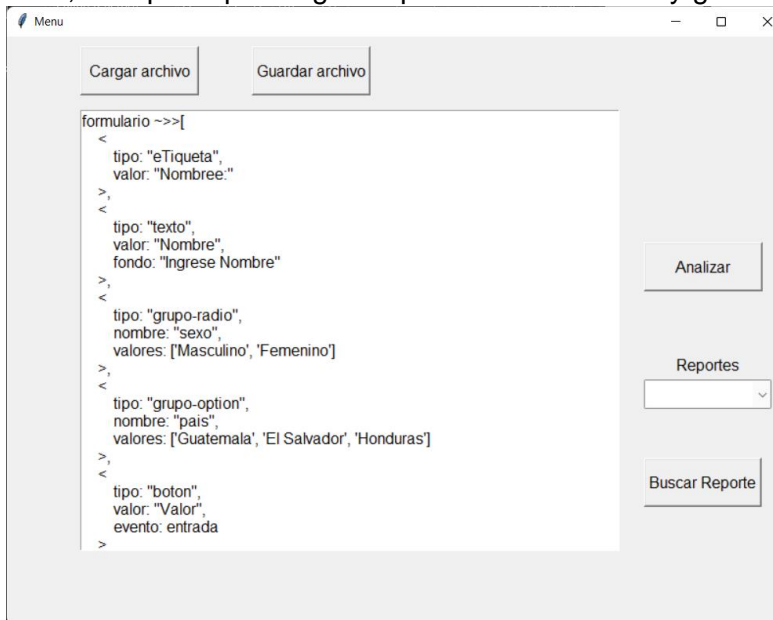 Menu
Cargar archivo
Guardar archivo
formulario ~>>[
<
tipo: "eTiqueta",
valor: "Nombree:"
>,
<
tipo: "texto",
valor: "Nombre",
fondo: "Ingrese Nombre"
>,
<
tipo: "grupo-radio",
nombre: "sexo",
valores: ['Masculino', 'Femenino']
>,
<
tipo: "grupo-option",
nombre: "pais",
valores: ['Guatemala', 'El Salvador', 'Honduras']
>,
<
tipo: "boton",
valor: "Valor",
evento: entrada
>
Analizar
Reportes
Buscar Reporte